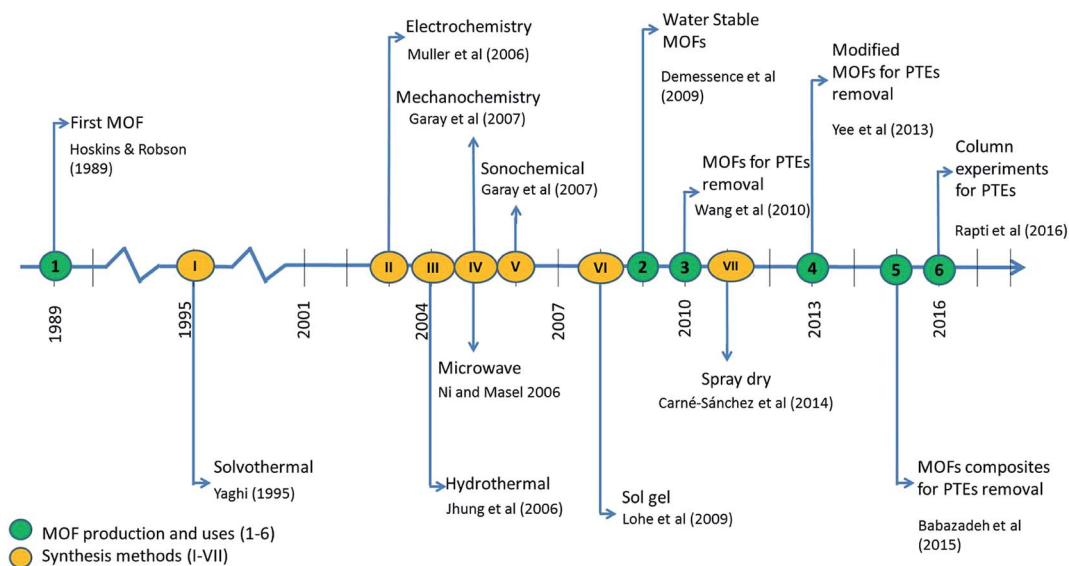 First MOF
Hoskins & Robson
(1989)
Electrochemistry
Muller et al (2006)
Mechanochemistry
Garay et al (2007)
Sonochemical
Garay et al (2007)
Water Stable
MOFs
Demessence et al
(2009)
MOFs for PTEs
removal
Wang et al (2010)
Modified
MOFs for PTEs
removal
Yee et al (2013)
Column
experiments
for PTEs
Rapti et al (2016)
1
I
II
III
IV
V
VI
2
3
VII
4
5
6
1989
1995
2001
2004
2007
2010
2013
2016
Solvothermal
Yaghi (1995)
Microwave
Ni and Masel 2006
Hydrothermal
Jhung et al (2006)
Sol gel
Lohe et al (2009)
Spray dry
Carné-Sánchez et al (2014)
MOFs composites
for PTEs removal
Babazadeh et al
(2015)
MOF production and uses (1-6)
Synthesis methods (I-VII)